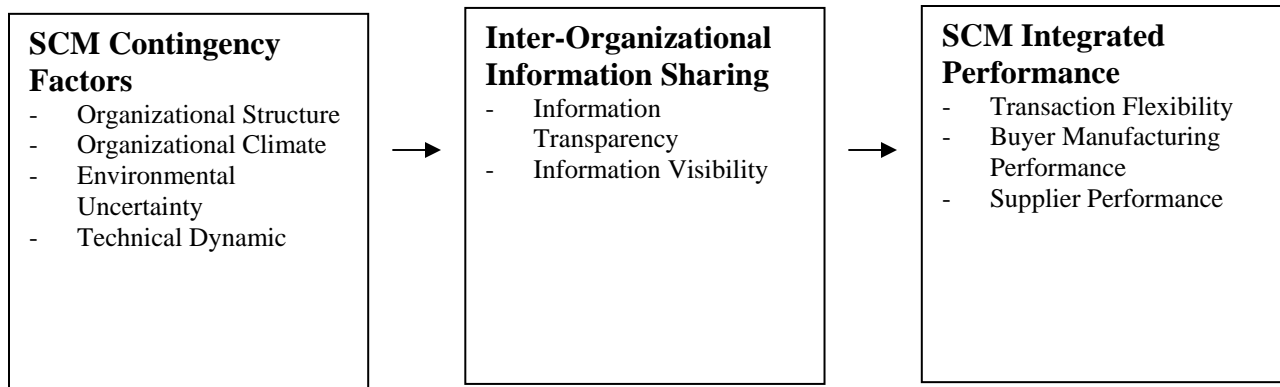 SCM Contingency
Factors
- Organizational Structure
- Organizational Climate
- Environmental
Uncertainty
- Technical Dynamic
Inter-Organizational
Information Sharing
- Information
Transparency
- Information Visibility
SCM Integrated
Performance
- Transaction Flexibility
- Buyer Manufacturing
Performance
- Supplier Performance